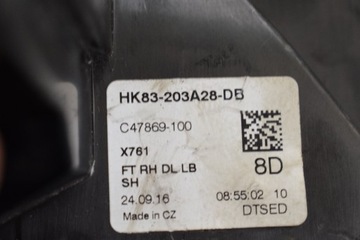 HK83-203A28-DB
C47869-100
X761
8D
FT RH DL LB
SH
24.09.16 08:55:02 10
Made in CZ DTSED